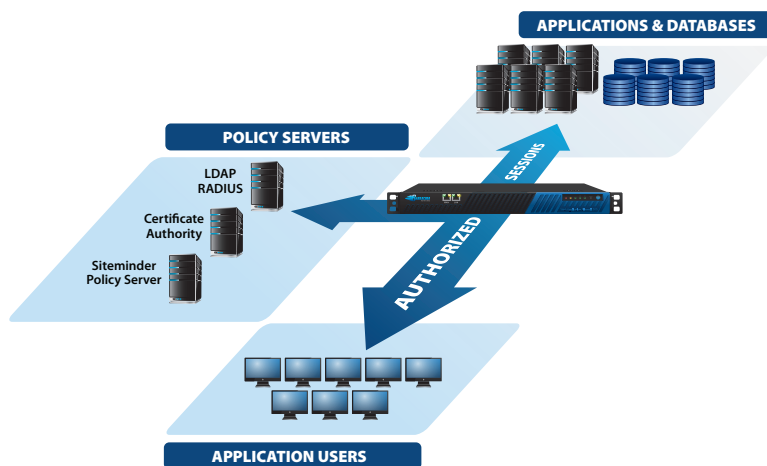 APPLICATIONS & DATABASES
POLICY SERVERS
LDAP
RADIUS
Certificate
Authority
Siteminder
Policy Server
AUTHORIZED SESSIONS
APPLICATION USERS